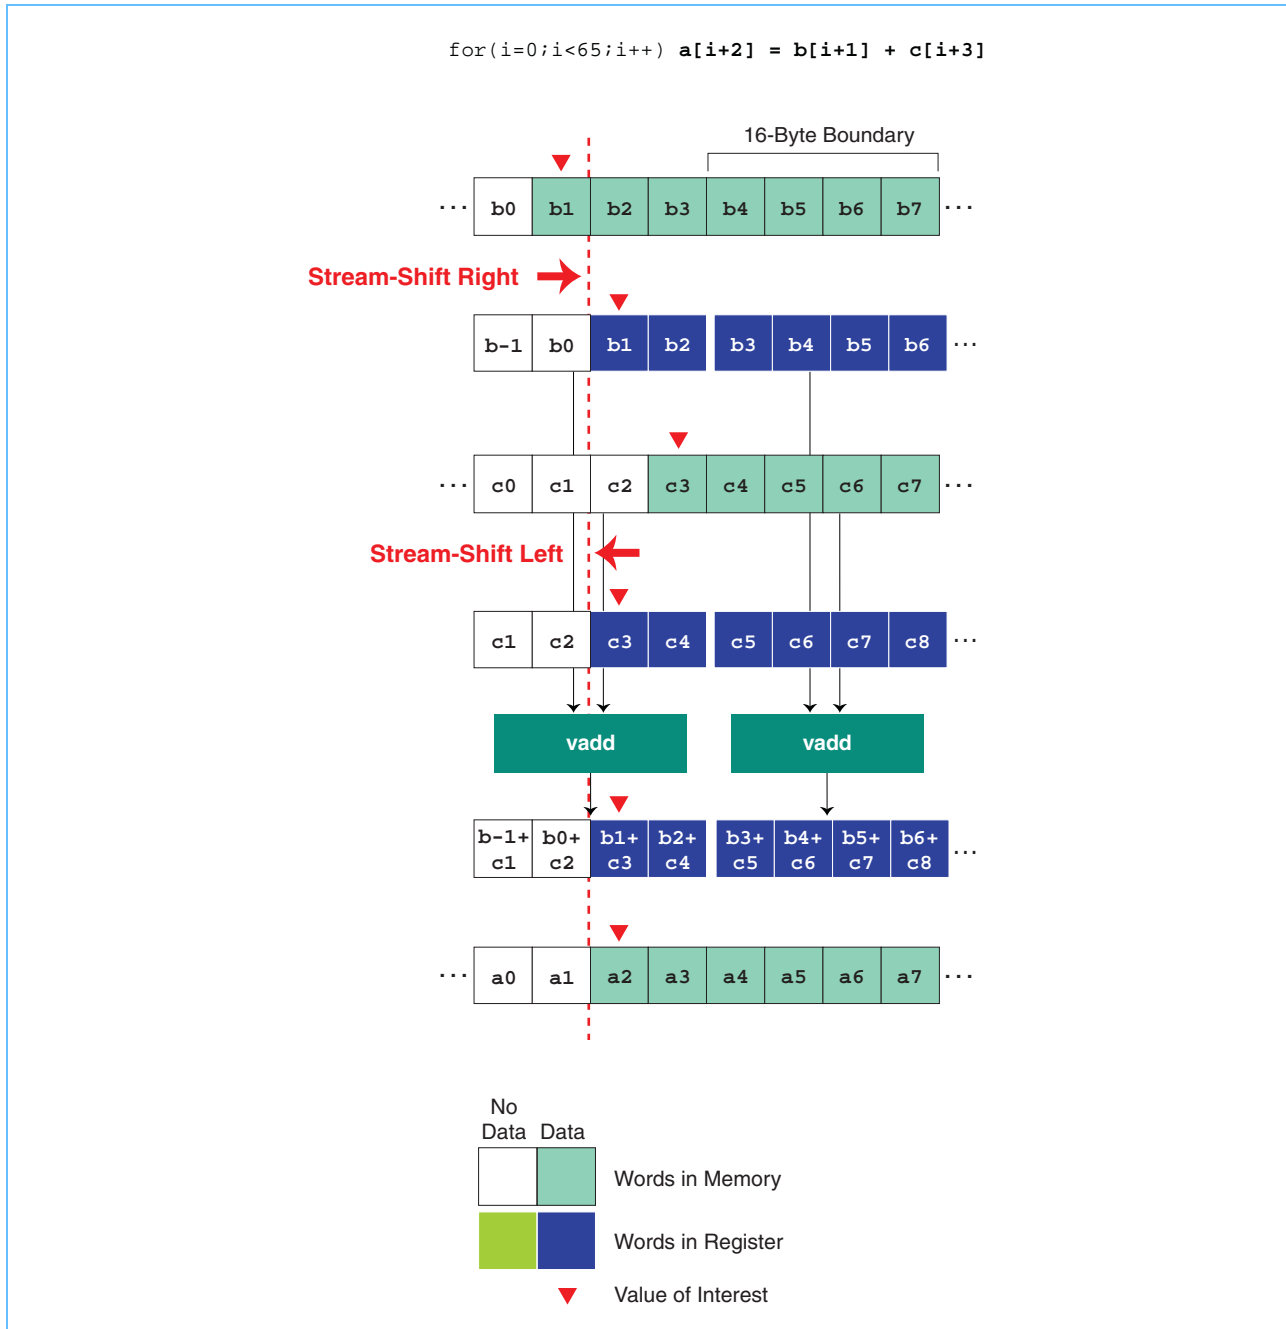 for(i=0;i<65;i++) a[i+2] = b[i+1] + c[i+3]
16-Byte Boundary
... b0 b1 b2 b3 b4 b5 b6 b7 ...
Stream-Shift Right
b-1 b0 b1 b2 b3 b4 b5 b6 ...
... c0 c1 c2 c3 c4 c5 c6 c7 ...
Stream-Shift Left
c1 c2 c3 c4 c5 c6 c7 c8 ...
vadd vadd
b-1+ b0+ b1+ b2+ b3+ b4+ b5+ b6+
c1 c2 c3 c4 c5 c6 c7 c8 ...
... a0 a1 a2 a3 a4 a5 a6 a7 ...
No
Data Data
Words in Memory
Words in Register
Value of Interest